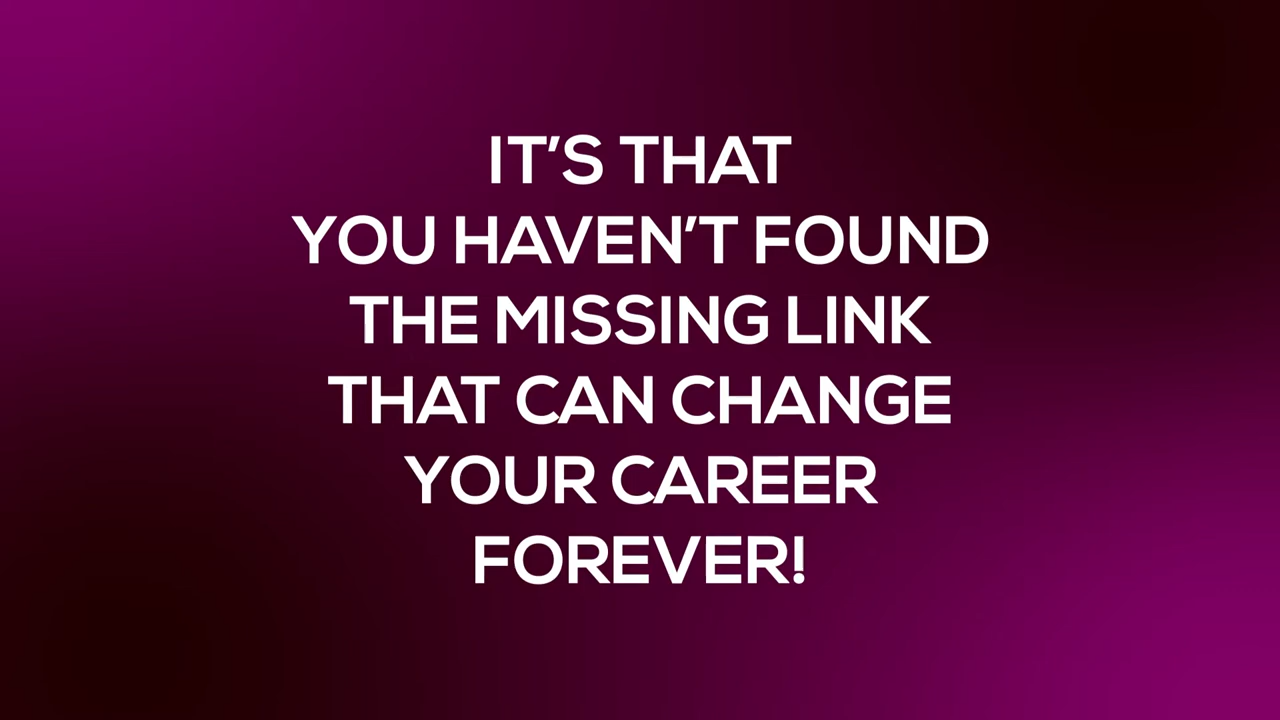 IT'S THAT
YOU HAVEN'T FOUND
THE MISSING LINK
THAT CAN CHANGE
YOUR CAREER
FOREVER!